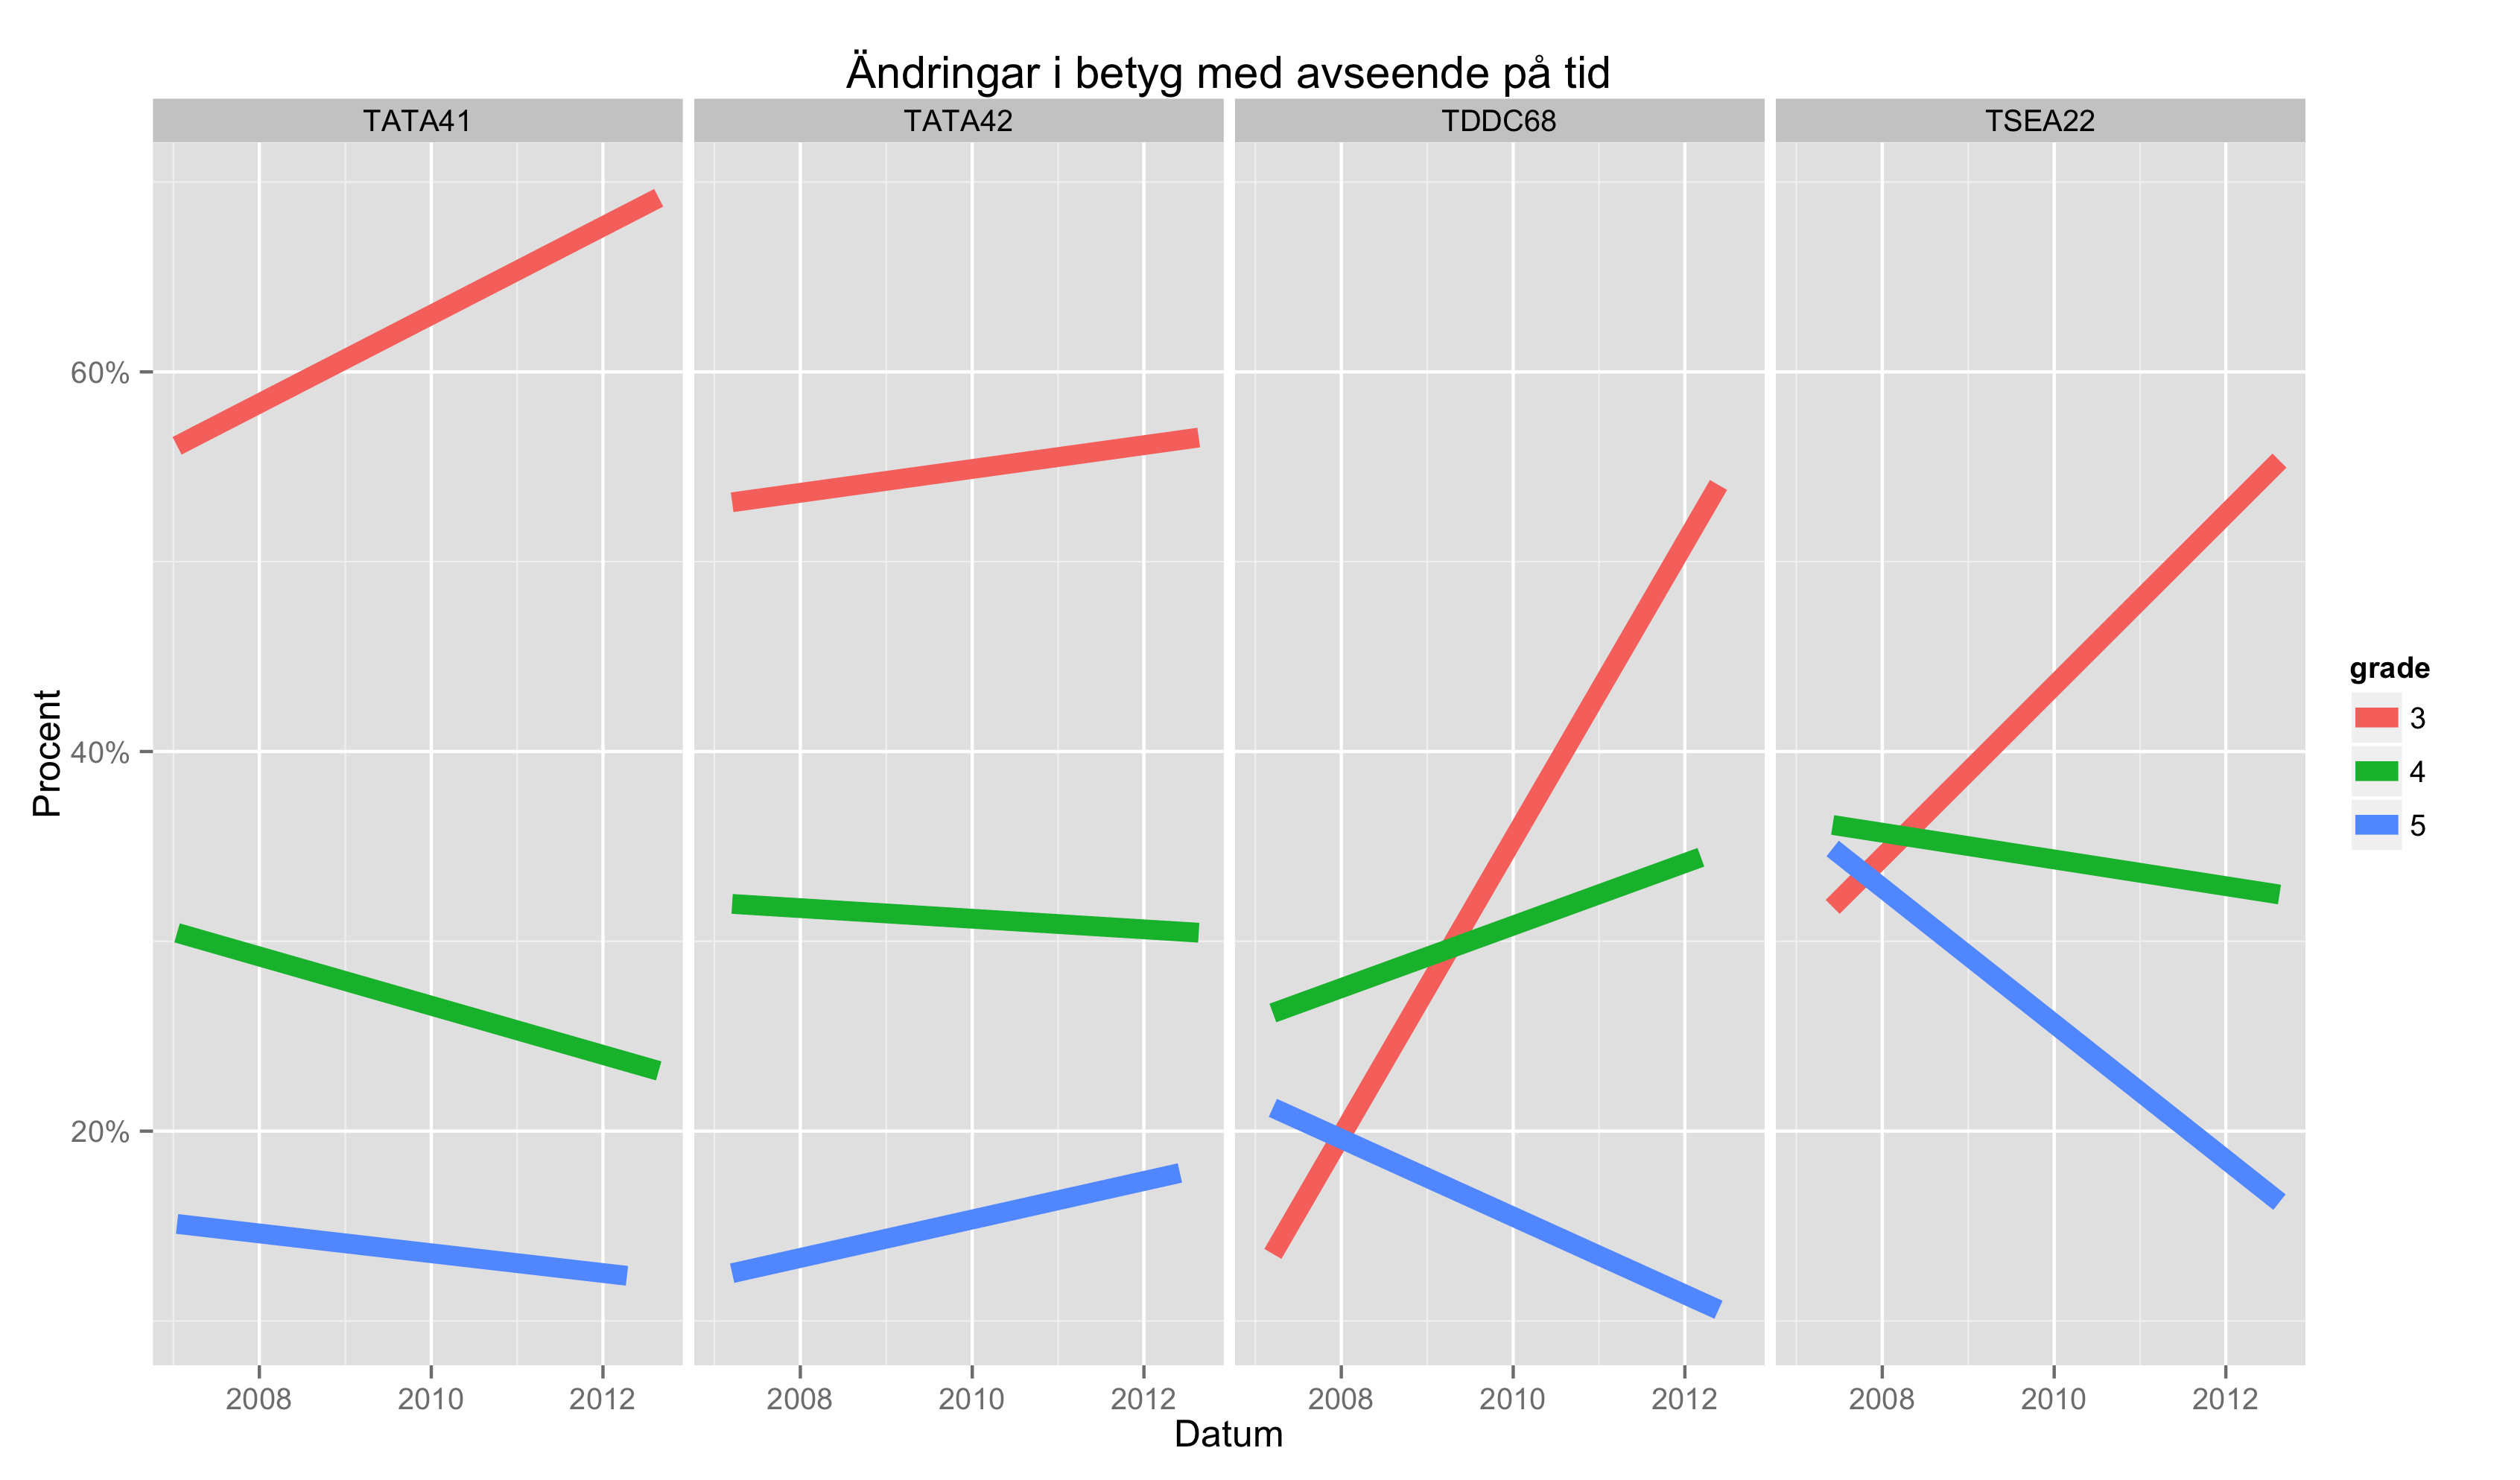 Ändringar i betyg med avseende på tid
TATA41 TATA42 TDDC68 TSEA22
60%
40%
20%
Procent
grade
3
4
5
2008 2010 2012 2008 2010 2012 2008 2010 2012 2008 2010 2012
Datum